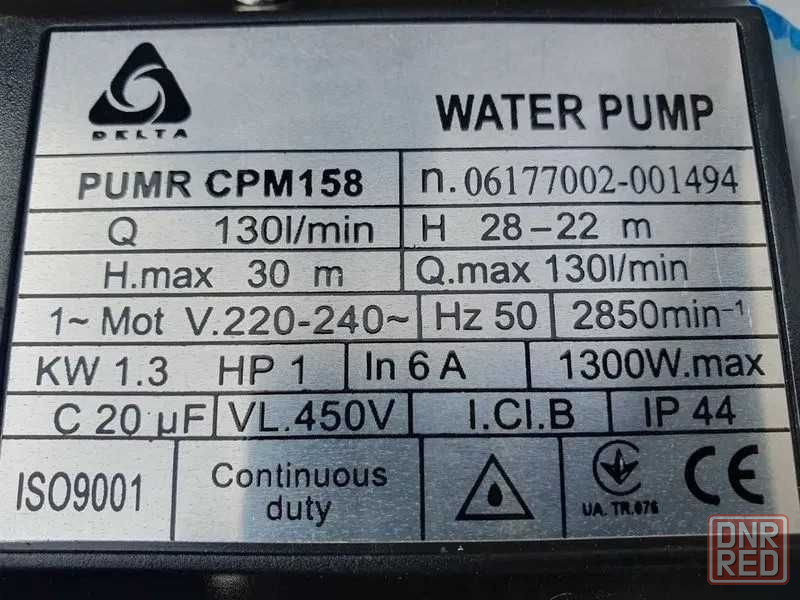 DELTA
WATER PUMP
PUMR CPM158 n. 06177002-001494
Q 130l/min H 28-22 m
H.max 30 m Q.max 130l/min
1~ Mot V.220-240~ Hz 50 2850min⁻¹
KW 1.3 HP 1 In 6 A 1300W.max
C 20 µF VL.450V I.Cl.B IP 44
ISO9001 Continuous duty UA. TR.076 CE
DNR
RED